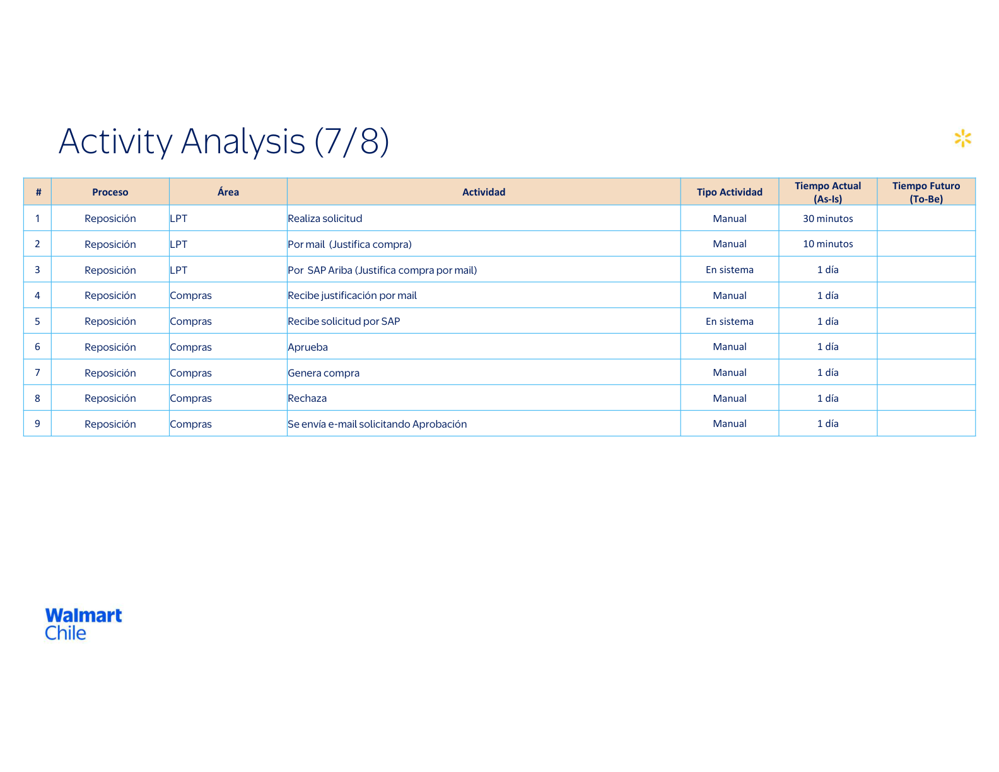 Activity Analysis (7/8)
# Proceso Área Actividad Tipo Actividad Tiempo Actual (As-Is) Tiempo Futuro (To-Be)
1 Reposición LPT Realiza solicitud Manual 30 minutos
2 Reposición LPT Por mail (Justifica compra) Manual 10 minutos
3 Reposición LPT Por SAP Ariba (Justifica compra por mail) En sistema 1 día
4 Reposición Compras Recibe justificación por mail Manual 1 día
5 Reposición Compras Recibe solicitud por SAP En sistema 1 día
6 Reposición Compras Aprueba Manual 1 día
7 Reposición Compras Genera compra Manual 1 día
8 Reposición Compras Rechaza Manual 1 día
9 Reposición Compras Se envía e-mail solicitando Aprobación Manual 1 día
Walmart
Chile